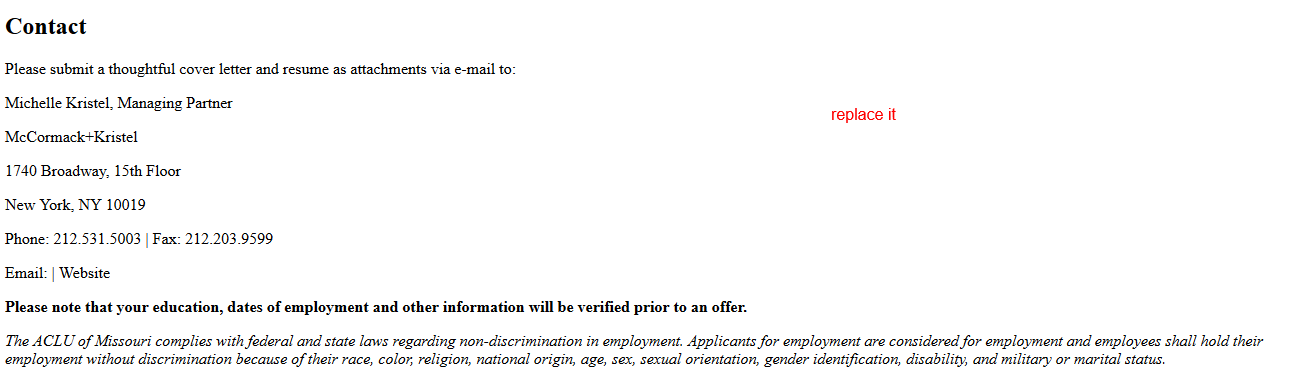 Contact
Please submit a thoughtful cover letter and resume as attachments via e-mail to:
Michelle Kristel, Managing Partner
replace it
McCormack+Kristel
1740 Broadway, 15th Floor
New York, NY 10019
Phone: 212.531.5003 | Fax: 212.203.9599
Email: | Website
Please note that your education, dates of employment and other information will be verified prior to an offer.
The ACLU of Missouri complies with federal and state laws regarding non-discrimination in employment. Applicants for employment are considered for employment and employees shall hold their
employment without discrimination because of their race, color, religion, national origin, age, sex, sexual orientation, gender identification, disability, and military or marital status.